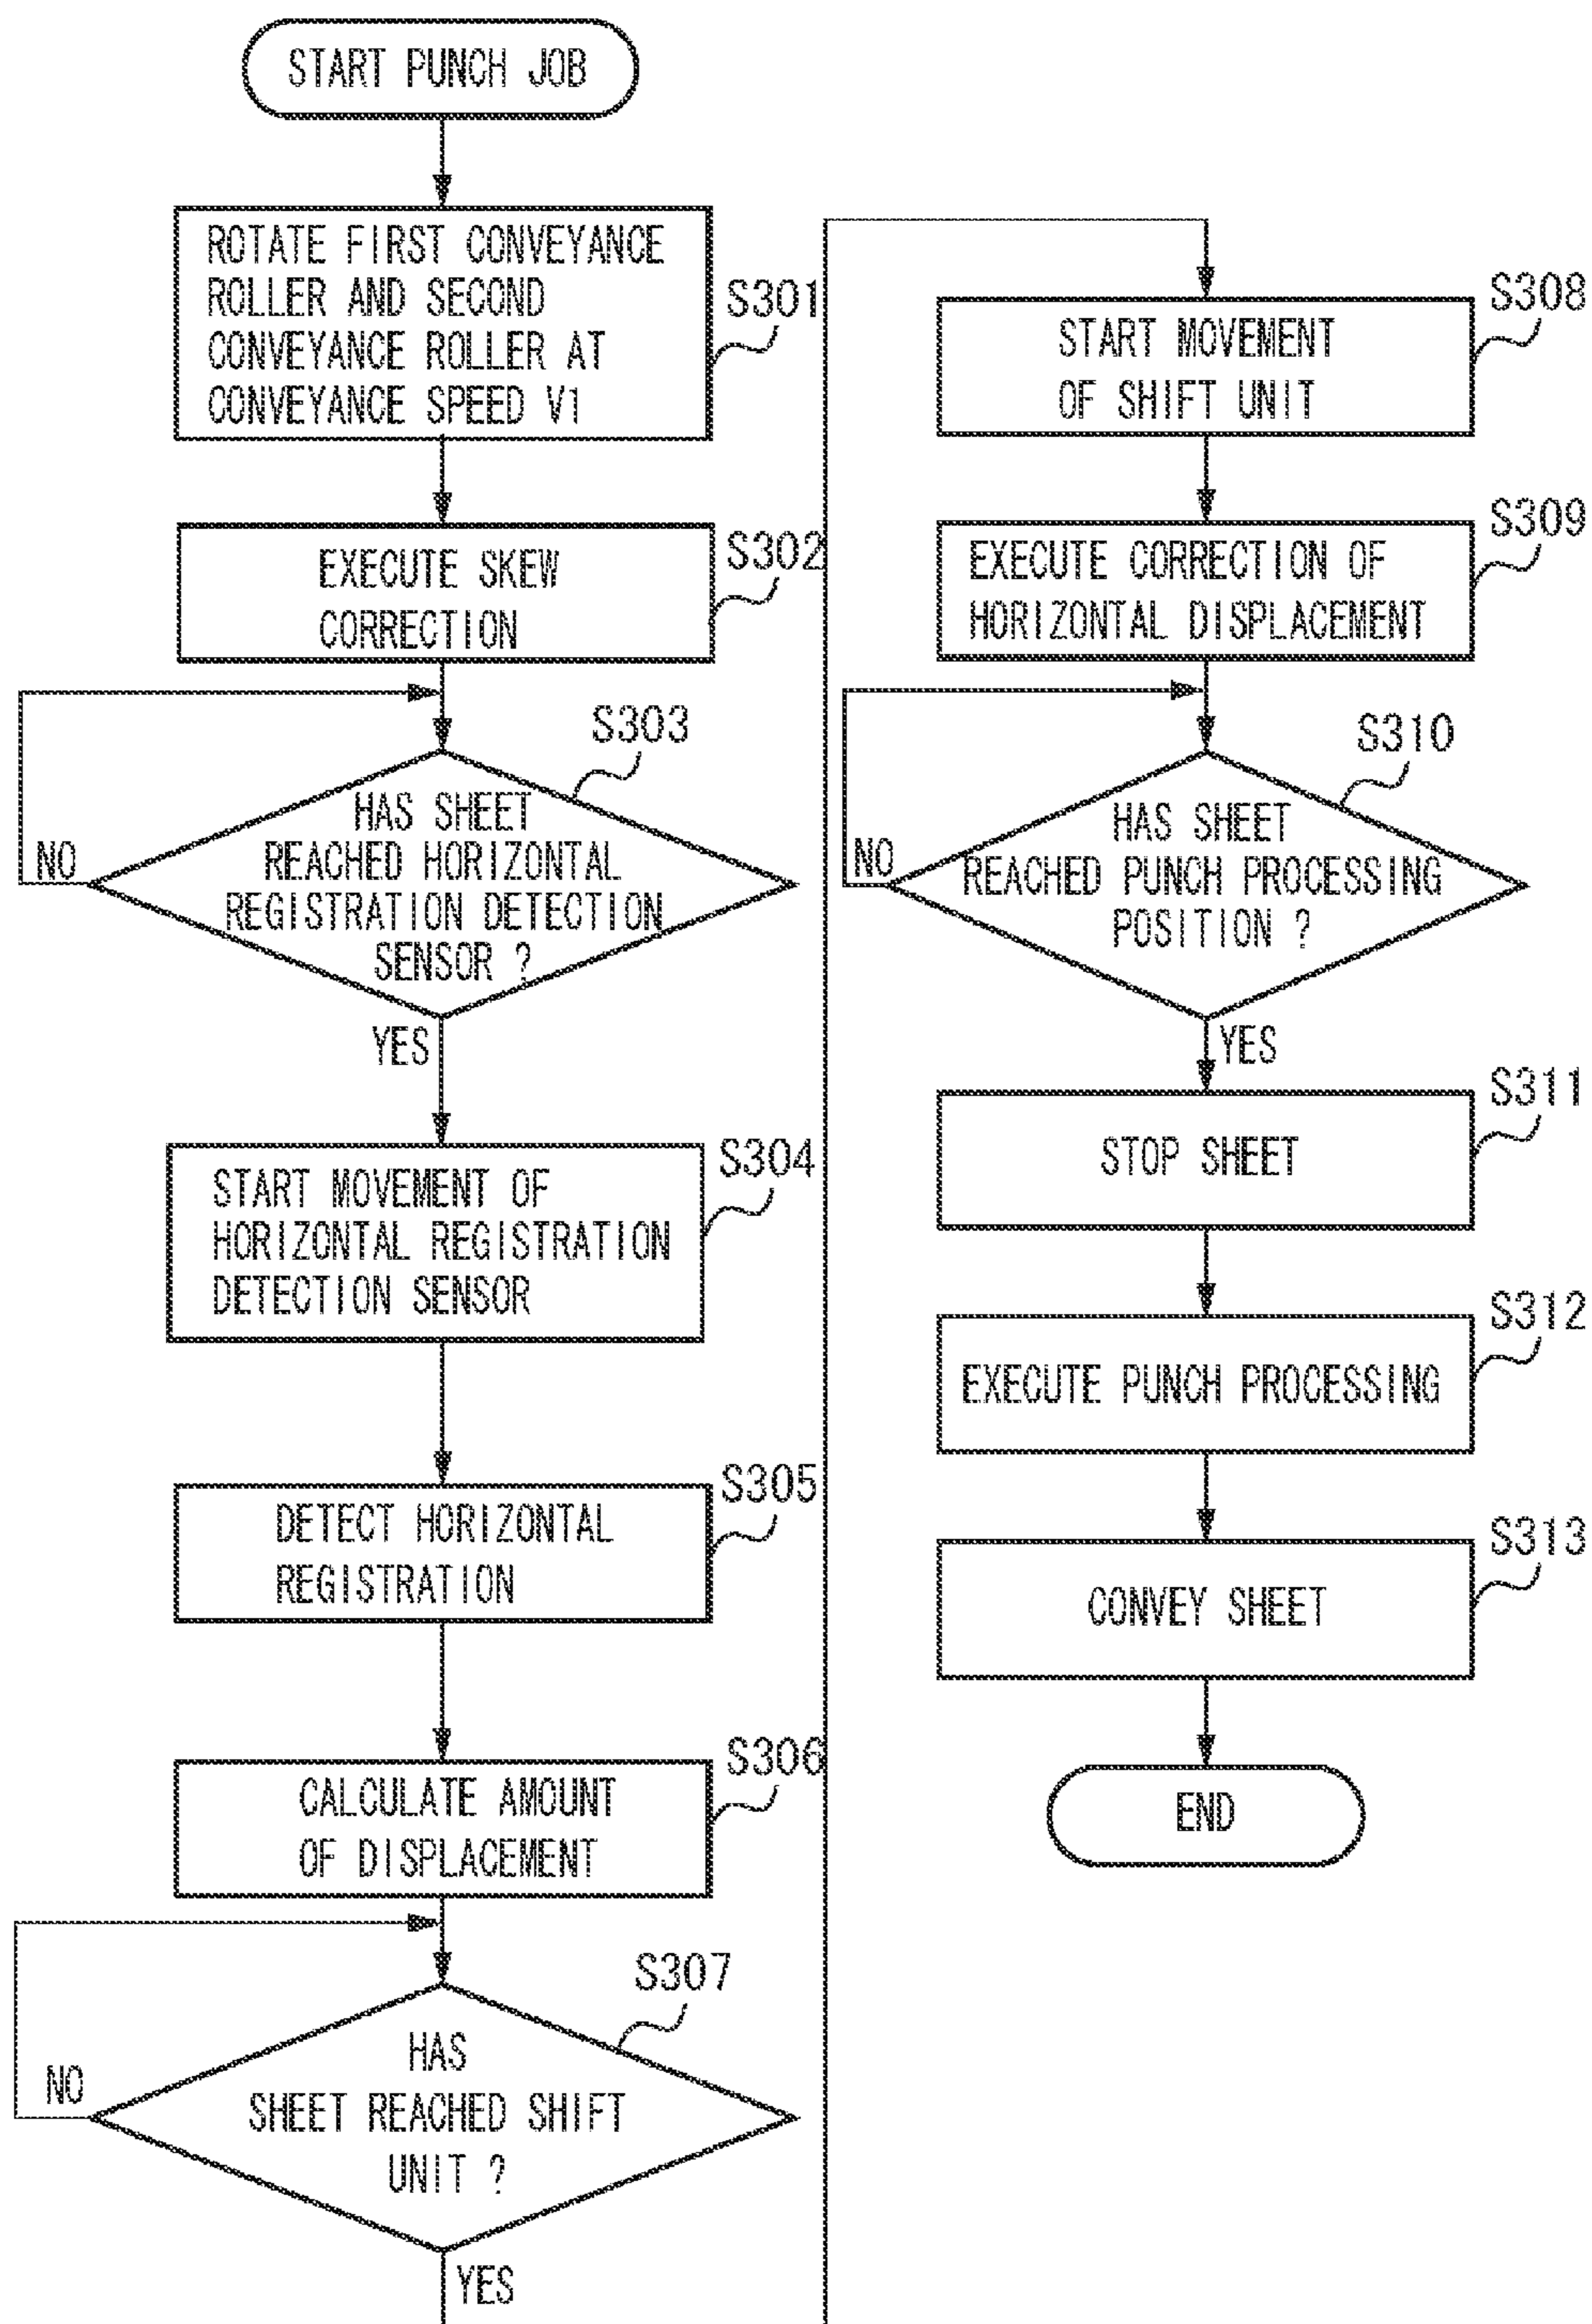 START PUNCH JOB
ROTATE FIRST CONVEYANCE
ROLLER AND SECOND
CONVEYANCE ROLLER AT
CONVEYANCE SPEED V1
S301
EXECUTE SKEW
CORRECTION
S302
S303
HAS SHEET
REACHED HORIZONTAL
REGISTRATION DETECTION
SENSOR ?
NO
YES
START MOVEMENT OF
HORIZONTAL REGISTRATION
DETECTION SENSOR
S304
DETECT HORIZONTAL
REGISTRATION
S305
CALCULATE AMOUNT
OF DISPLACEMENT
S306
S307
HAS
SHEET REACHED SHIFT
UNIT ?
NO
YES
START MOVEMENT
OF SHIFT UNIT
S308
EXECUTE CORRECTION OF
HORIZONTAL DISPLACEMENT
S309
S310
HAS SHEET
REACHED PUNCH PROCESSING
POSITION ?
NO
YES
STOP SHEET
S311
EXECUTE PUNCH PROCESSING
S312
CONVEY SHEET
S313
END